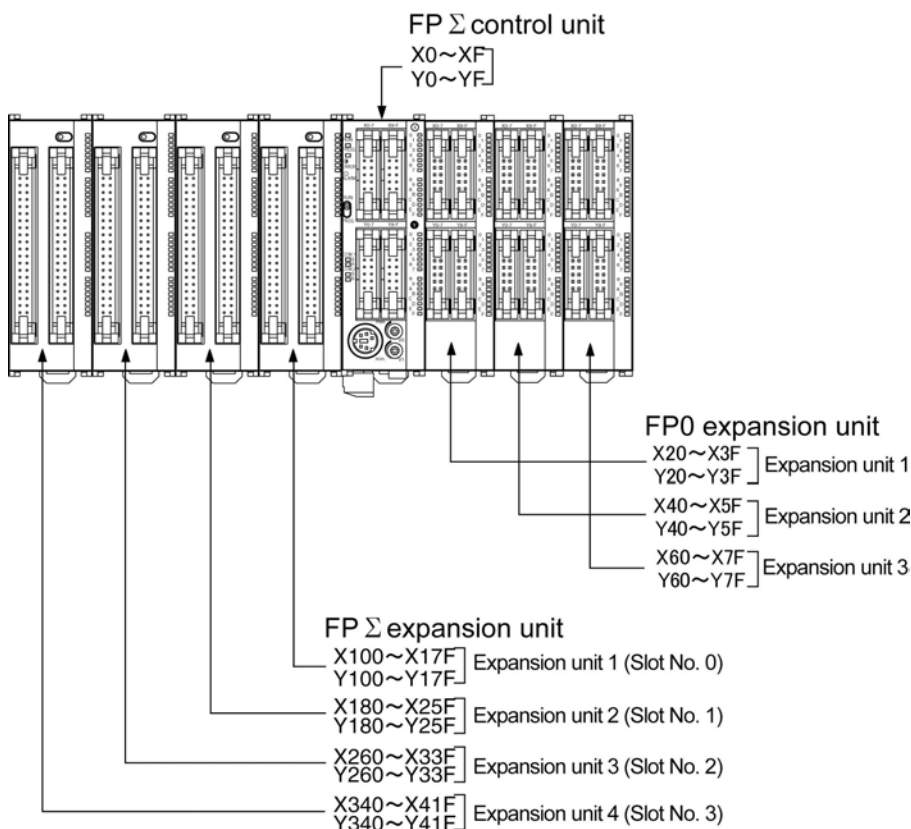 FP Σ control unit
X0～XF
Y0～YF
FP0 expansion unit
X20～X3F
Y20～Y3F
Expansion unit 1
X40～X5F
Y40～Y5F
Expansion unit 2
X60～X7F
Y60～Y7F
Expansion unit 3
FP Σ expansion unit
X100～X17F
Y100～Y17F
Expansion unit 1 (Slot No. 0)
X180～X25F
Y180～Y25F
Expansion unit 2 (Slot No. 1)
X260～X33F
Y260～Y33F
Expansion unit 3 (Slot No. 2)
X340～X41F
Y340～Y41F
Expansion unit 4 (Slot No. 3)